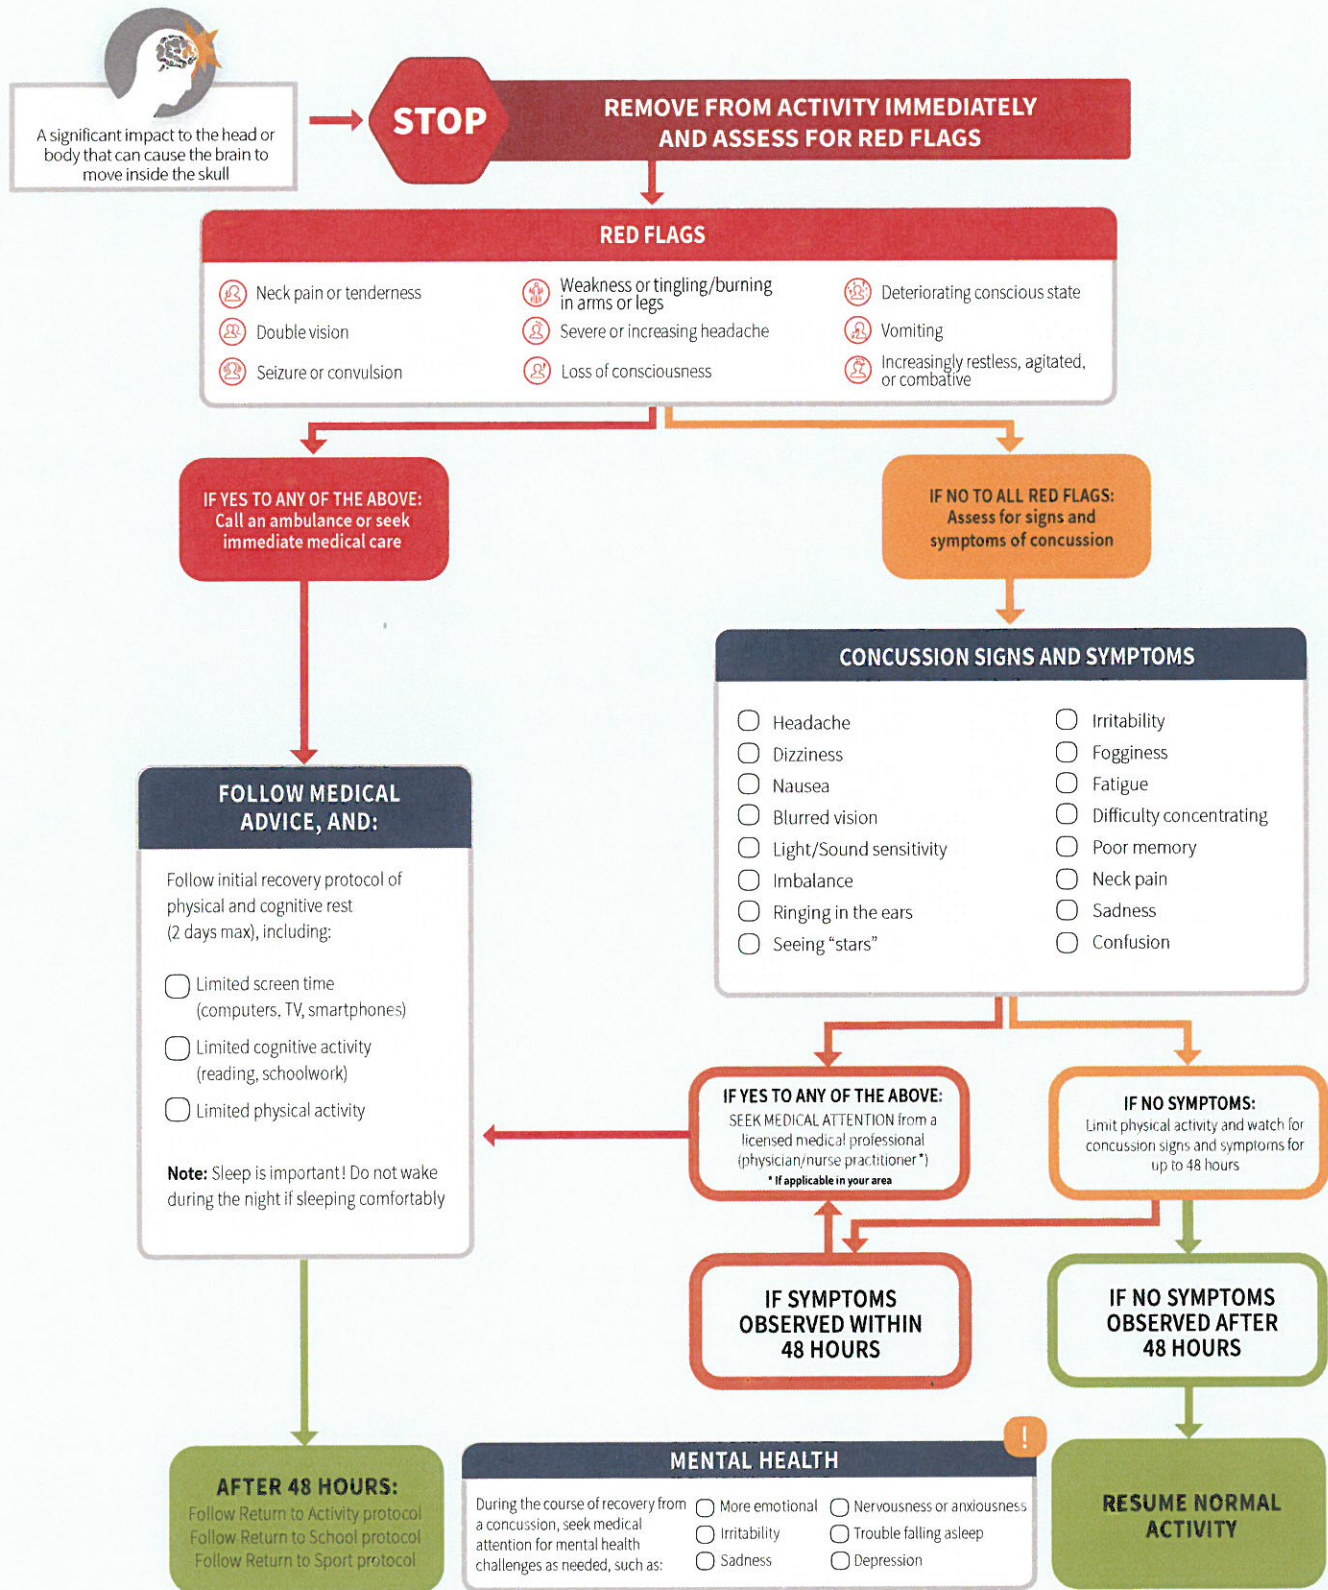 A significant impact to the head or
body that can cause the brain to
move inside the skull
STOP
REMOVE FROM ACTIVITY IMMEDIATELY
AND ASSESS FOR RED FLAGS
RED FLAGS
Neck pain or tenderness
Double vision
Seizure or convulsion
Weakness or tingling/burning
in arms or legs
Severe or increasing headache
Loss of consciousness
Deteriorating conscious state
Vomiting
Increasingly restless, agitated,
or combative
IF YES TO ANY OF THE ABOVE:
Call an ambulance or seek
immediate medical care
IF NO TO ALL RED FLAGS:
Assess for signs and
symptoms of concussion
CONCUSSION SIGNS AND SYMPTOMS
Headache
Dizziness
Nausea
Blurred vision
Light/Sound sensitivity
Imbalance
Ringing in the ears
Seeing "stars"
Irritability
Fogginess
Fatigue
Difficulty concentrating
Poor memory
Neck pain
Sadness
Confusion
FOLLOW MEDICAL
ADVICE, AND:
Follow initial recovery protocol of
physical and cognitive rest
(2 days max), including:
Limited screen time
(computers, TV, smartphones)
Limited cognitive activity
(reading, schoolwork)
Limited physical activity
Note: Sleep is important! Do not wake
during the night if sleeping comfortably
IF YES TO ANY OF THE ABOVE:
SEEK MEDICAL ATTENTION from a
licensed medical professional
(physician/nurse practitioner*)
* If applicable in your area
IF NO SYMPTOMS:
Limit physical activity and watch for
concussion signs and symptoms for
up to 48 hours
IF SYMPTOMS
OBSERVED WITHIN
48 HOURS
IF NO SYMPTOMS
OBSERVED AFTER
48 HOURS
AFTER 48 HOURS:
Follow Return to Activity protocol
Follow Return to School protocol
Follow Return to Sport protocol
!
MENTAL HEALTH
During the course of recovery from
a concussion, seek medical
attention for mental health
challenges as needed, such as:
More emotional
Irritability
Sadness
Nervousness or anxiousness
Trouble falling asleep
Depression
RESUME NORMAL
ACTIVITY